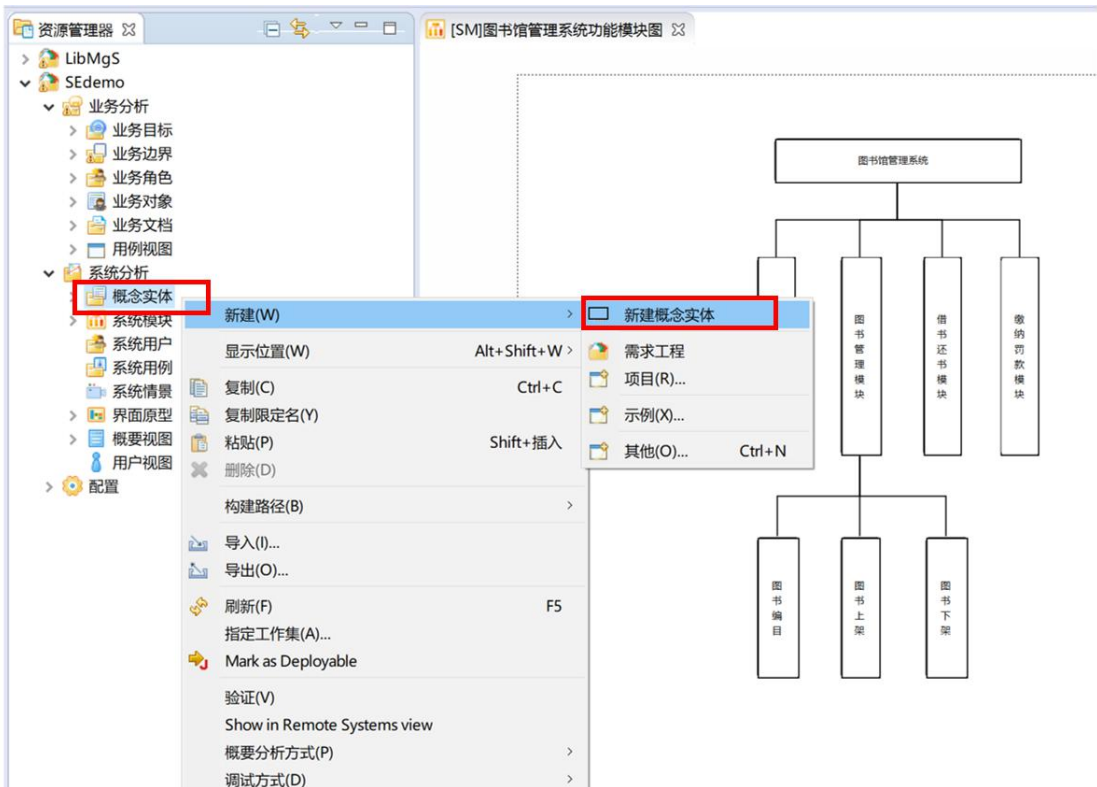 资源管理器
[SM]图书馆管理系统功能模块图
LibMgS
SEdemo
业务分析
业务目标
业务边界
业务角色
业务对象
业务文档
用例视图
系统分析
概念实体
系统模块
系统用户
系统用例
系统情景
界面原型
概要视图
用户视图
配置
新建(W)
显示位置(W) Alt+Shift+W
复制(C) Ctrl+C
复制限定名(Y)
粘贴(P) Shift+插入
删除(D)
构建路径(B)
导入(I)...
导出(O)...
刷新(F) F5
指定工作集(A)...
Mark as Deployable
验证(V)
Show in Remote Systems view
概要分析方式(P)
调试方式(D)
新建概念实体
需求工程
项目(R)...
示例(X)...
其他(O)... Ctrl+N
图书馆管理系统
图书管理模块
借书还书模块
缴纳罚款模块
图书编目
图书上架
图书下架